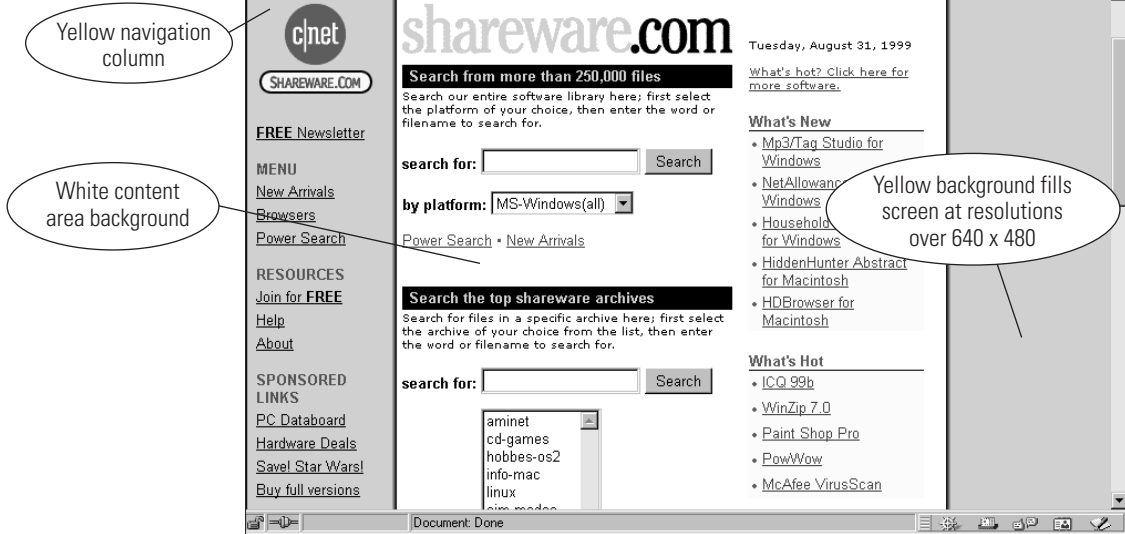 Yellow navigation
column
c|net
SHAREWARE.COM
FREE Newsletter
MENU
New Arrivals
Browsers
Power Search
RESOURCES
Join for FREE
Help
About
SPONSORED
LINKS
PC Databoard
Hardware Deals
Save! Star Wars!
Buy full versions
White content
area background
shareware.com
Search from more than 250,000 files
Search our entire software library here; first select
the platform of your choice, then enter the word or
filename to search for.
search for: Search
by platform: MS-Windows(all)
Power Search • New Arrivals
Search the top shareware archives
Search for files in a specific archive here; first select
the archive of your choice from the list, then enter
the word or filename to search for.
search for: Search
aminet
cd-games
hobbes-os2
info-mac
linux
Tuesday, August 31, 1999
What's hot? Click here for
more software.
What's New
• Mp3/Tag Studio for
Windows
• NetAllowanc
Windows
• Household
for Windows
• HiddenHunter Abstract
for Macintosh
• HDBrowser for
Macintosh
What's Hot
• ICQ 99b
• WinZip 7.0
• Paint Shop Pro
• PowWow
• McAfee VirusScan
Yellow background fills
screen at resolutions
over 640 x 480
Document: Done